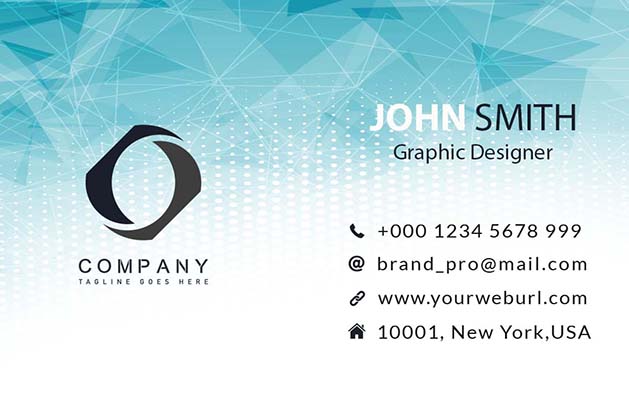 JOHN SMITH
Graphic Designer
COMPANY
TAGLINE GOES HERE
+000 1234 5678 999
brand_pro@mail.com
www.yourweburl.com
10001, New York,USA